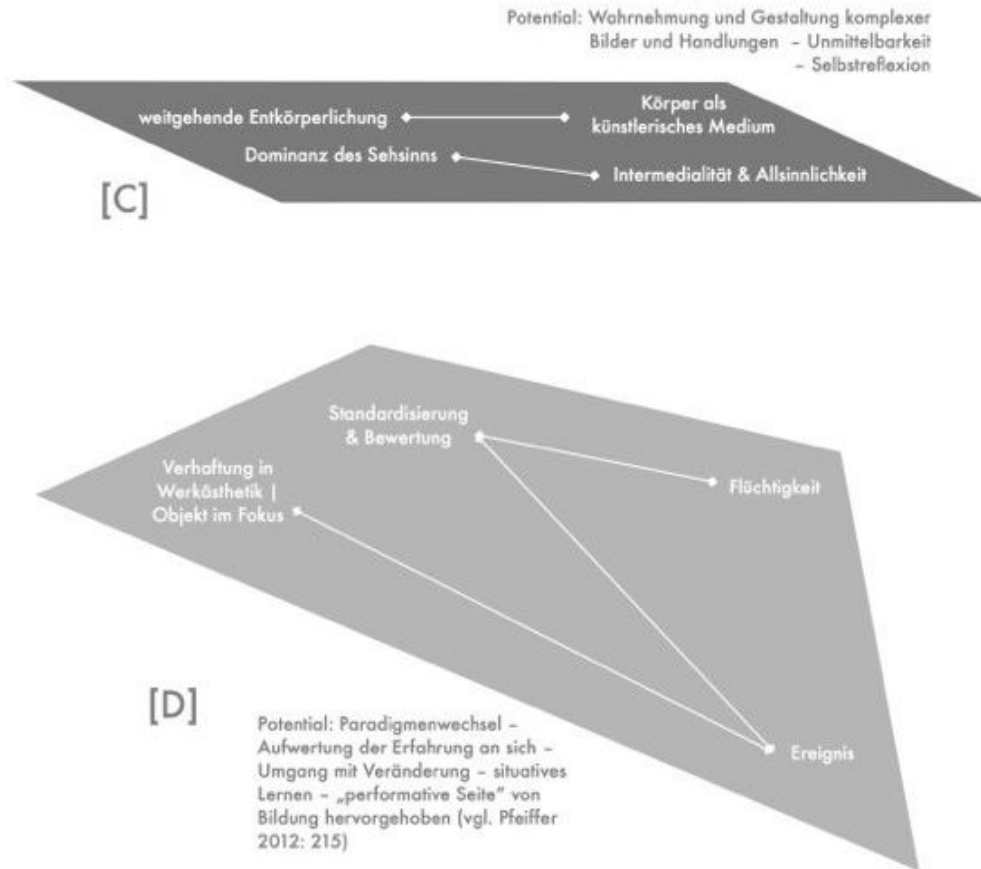 Potential: Wahrnehmung und Gestaltung komplexer
Bilder und Handlungen – Unmittelbarkeit
– Selbstreflexion
weitgehende Entkörperlichung
Körper als
künstlerisches Medium
Dominanz des Sehsinns
Intermedialität & Allsinnlichkeit
[C]
Standardisierung
& Bewertung
Verhaftung in
Werkästhetik |
Objekt im Fokus
Flüchtigkeit
[D]
Potential: Paradigmenwechsel –
Aufwertung der Erfahrung an sich –
Umgang mit Veränderung – situatives
Lernen – „performative Seite" von
Bildung hervorgehoben (vgl. Pfeiffer
2012: 215)
Ereignis